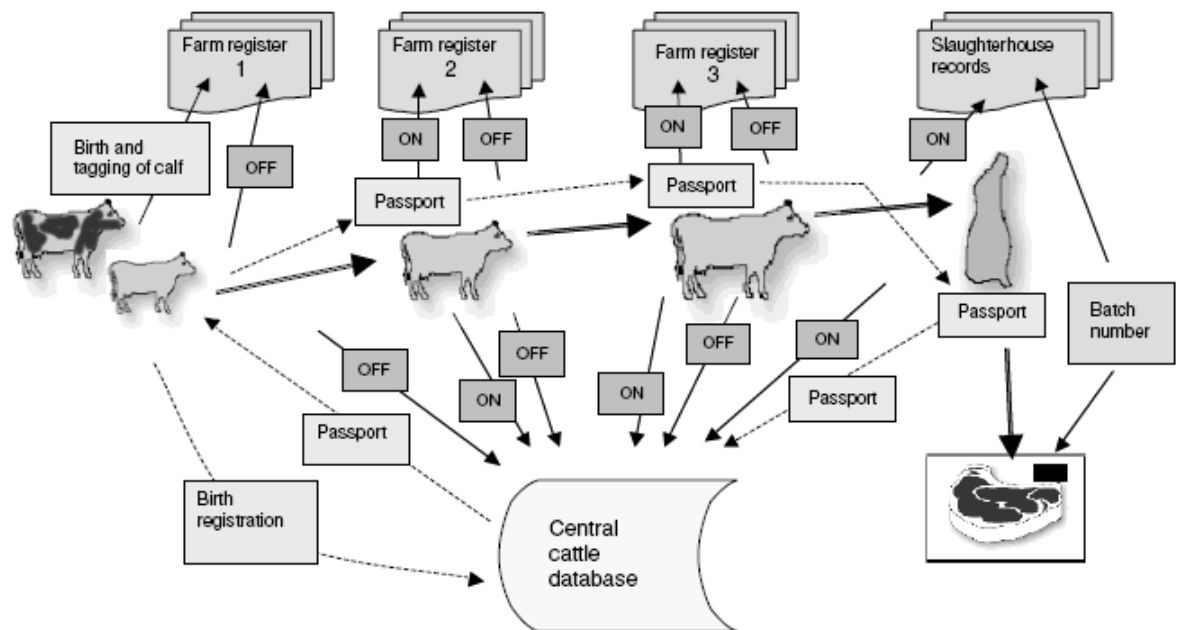 Farm register
1
Farm register
2
Farm register
3
Slaughterhouse
records
Birth and
tagging of calf
OFF
ON
OFF
ON
OFF
ON
Passport
Passport
Passport
Batch
number
OFF
ON
OFF
ON
OFF
ON
Passport
Passport
Birth
registration
Central
cattle
database